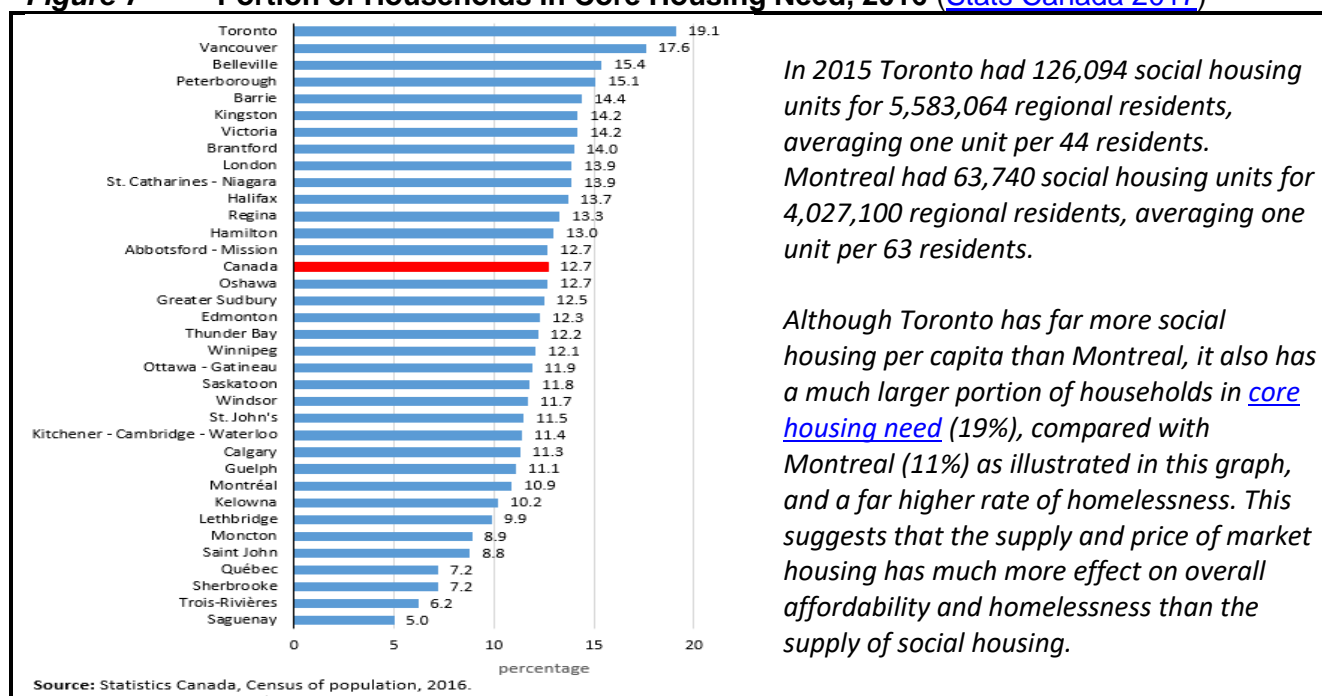 Figure 7 Portion of Households in Core Housing Need, 2016 (Stats Canada 2017)
Toronto 19.1
Vancouver 17.6
Belleville 15.4
Peterborough 15.1
Barrie 14.4
Kingston 14.2
Victoria 14.2
Brantford 14.0
London 13.9
St. Catharines - Niagara 13.9
Halifax 13.7
Regina 13.3
Hamilton 13.0
Abbotsford - Mission 12.7
Canada 12.7
Oshawa 12.7
Greater Sudbury 12.5
Edmonton 12.3
Thunder Bay 12.2
Winnipeg 12.1
Ottawa - Gatineau 11.9
Saskatoon 11.8
Windsor 11.7
St. John's 11.5
Kitchener - Cambridge - Waterloo 11.4
Calgary 11.3
Guelph 11.1
Montréal 10.9
Kelowna 10.2
Lethbridge 9.9
Moncton 8.9
Saint John 8.8
Québec 7.2
Sherbrooke 7.2
Trois-Rivières 6.2
Saguenay 5.0
0 5 10 15 20
percentage
Source: Statistics Canada, Census of population, 2016.
In 2015 Toronto had 126,094 social housing
units for 5,583,064 regional residents,
averaging one unit per 44 residents.
Montreal had 63,740 social housing units for
4,027,100 regional residents, averaging one
unit per 63 residents.
Although Toronto has far more social
housing per capita than Montreal, it also has
a much larger portion of households in core
housing need (19%), compared with
Montreal (11%) as illustrated in this graph,
and a far higher rate of homelessness. This
suggests that the supply and price of market
housing has much more effect on overall
affordability and homelessness than the
supply of social housing.